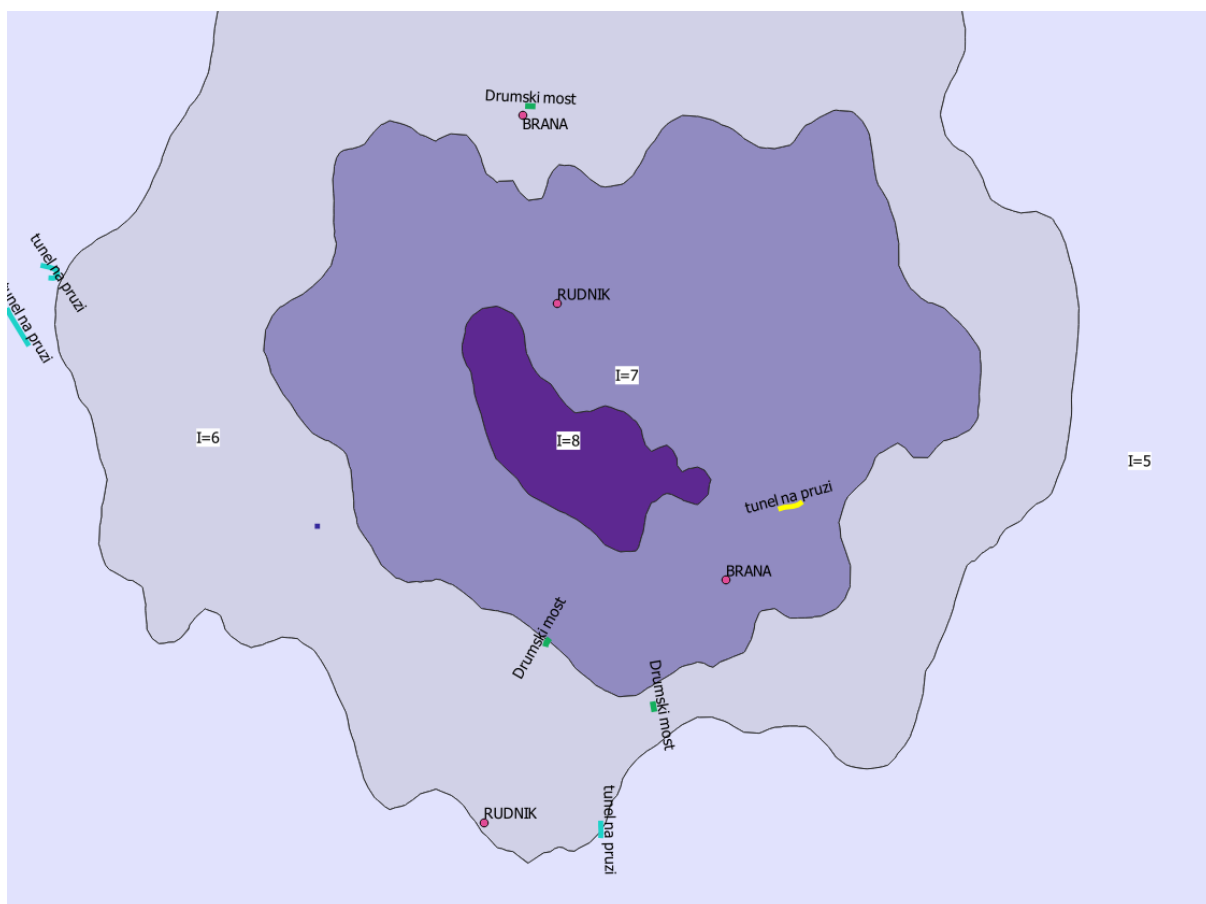 Drumski most
BRANA
tunel na pruzi
RUDNIK
tunel na pruzi
I=7
I=6
I=8
I=5
tunel na pruzi
BRANA
Drumski most
Drumski most
RUDNIK
tunel na pruzi